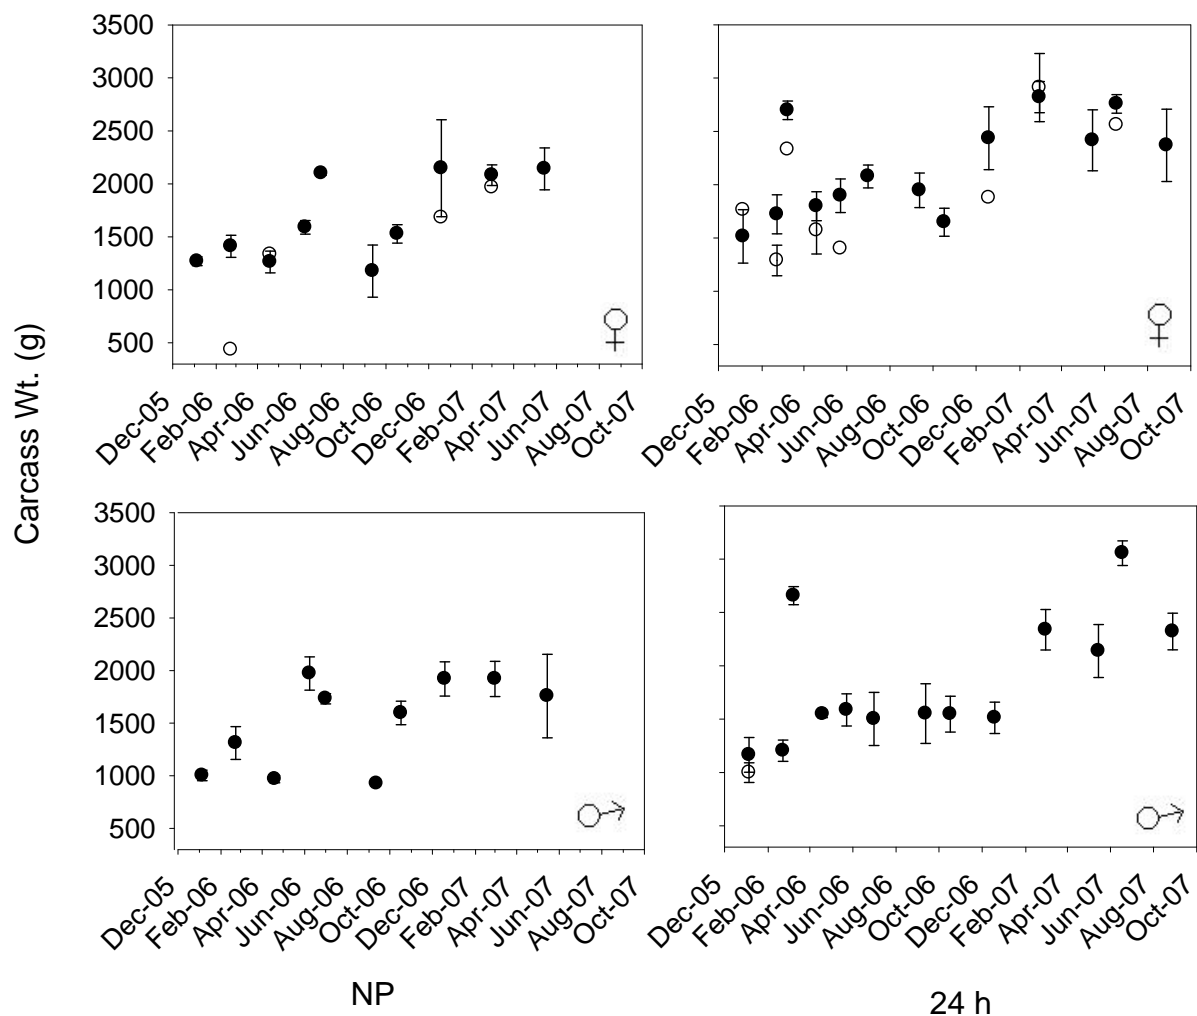 Carcass Wt. (g)
3500
3000
2500
2000
1500
1000
500
Dec-05
Feb-06
Apr-06
Jun-06
Aug-06
Oct-06
Dec-06
Feb-07
Apr-07
Jun-07
Aug-07
Oct-07
Dec-05
Feb-06
Apr-06
Jun-06
Aug-06
Oct-06
Dec-06
Feb-07
Apr-07
Jun-07
Aug-07
Oct-07
3500
3000
2500
2000
1500
1000
500
Dec-05
Feb-06
Apr-06
Jun-06
Aug-06
Oct-06
Dec-06
Feb-07
Apr-07
Jun-07
Aug-07
Oct-07
Dec-05
Feb-06
Apr-06
Jun-06
Aug-06
Oct-06
Dec-06
Feb-07
Apr-07
Jun-07
Aug-07
Oct-07
NP
24 h